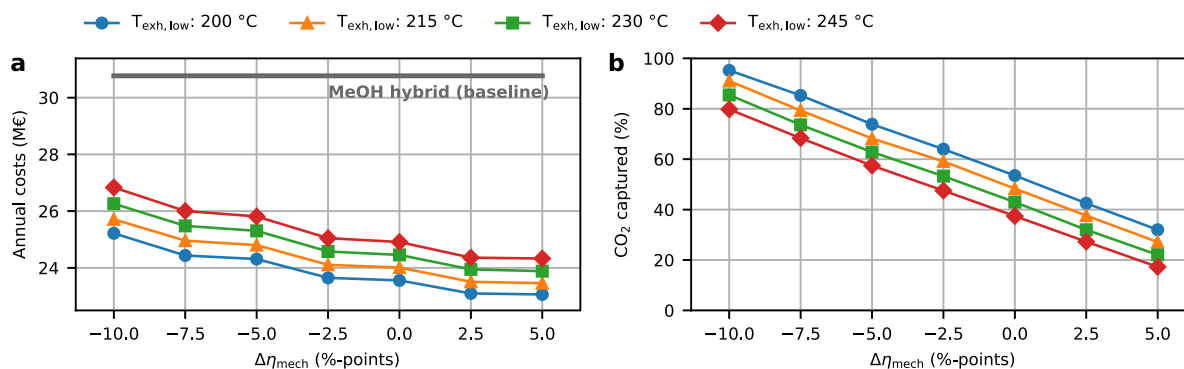 T_exh,low: 200 °C T_exh,low: 215 °C T_exh,low: 230 °C T_exh,low: 245 °C
a
Annual costs (M€)
30
28
26
24
MeOH hybrid (baseline)
−10.0 −7.5 −5.0 −2.5 0.0 2.5 5.0
Δη_mech (%-points)
b
CO₂ captured (%)
100
80
60
40
20
0
−10.0 −7.5 −5.0 −2.5 0.0 2.5 5.0
Δη_mech (%-points)